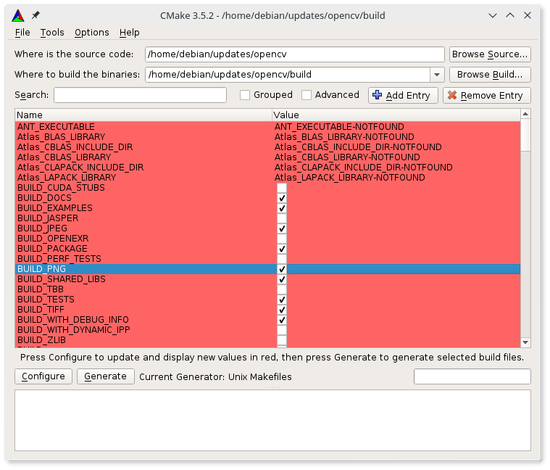 CMake 3.5.2 - /home/debian/updates/opencv/build
File Tools Options Help
Where is the source code: /home/debian/updates/opencv Browse Source...
Where to build the binaries: /home/debian/updates/opencv/build Browse Build...
Search: Grouped Advanced Add Entry Remove Entry
Name Value
ANT_EXECUTABLE ANT_EXECUTABLE-NOTFOUND
Atlas_BLAS_LIBRARY Atlas_BLAS_LIBRARY-NOTFOUND
Atlas_CBLAS_INCLUDE_DIR Atlas_CBLAS_INCLUDE_DIR-NOTFOUND
Atlas_CBLAS_LIBRARY Atlas_CBLAS_LIBRARY-NOTFOUND
Atlas_CLAPACK_INCLUDE_DIR Atlas_CLAPACK_INCLUDE_DIR-NOTFOUND
Atlas_LAPACK_LIBRARY Atlas_LAPACK_LIBRARY-NOTFOUND
BUILD_CUDA_STUBS
BUILD_DOCS
BUILD_EXAMPLES
BUILD_JASPER
BUILD_JPEG
BUILD_OPENEXR
BUILD_PACKAGE
BUILD_PERF_TESTS
BUILD_PNG
BUILD_SHARED_LIBS
BUILD_TBB
BUILD_TESTS
BUILD_TIFF
BUILD_WITH_DEBUG_INFO
BUILD_WITH_DYNAMIC_IPP
BUILD_ZLIB
Press Configure to update and display new values in red, then press Generate to generate selected build files.
Configure Generate Current Generator: Unix Makefiles